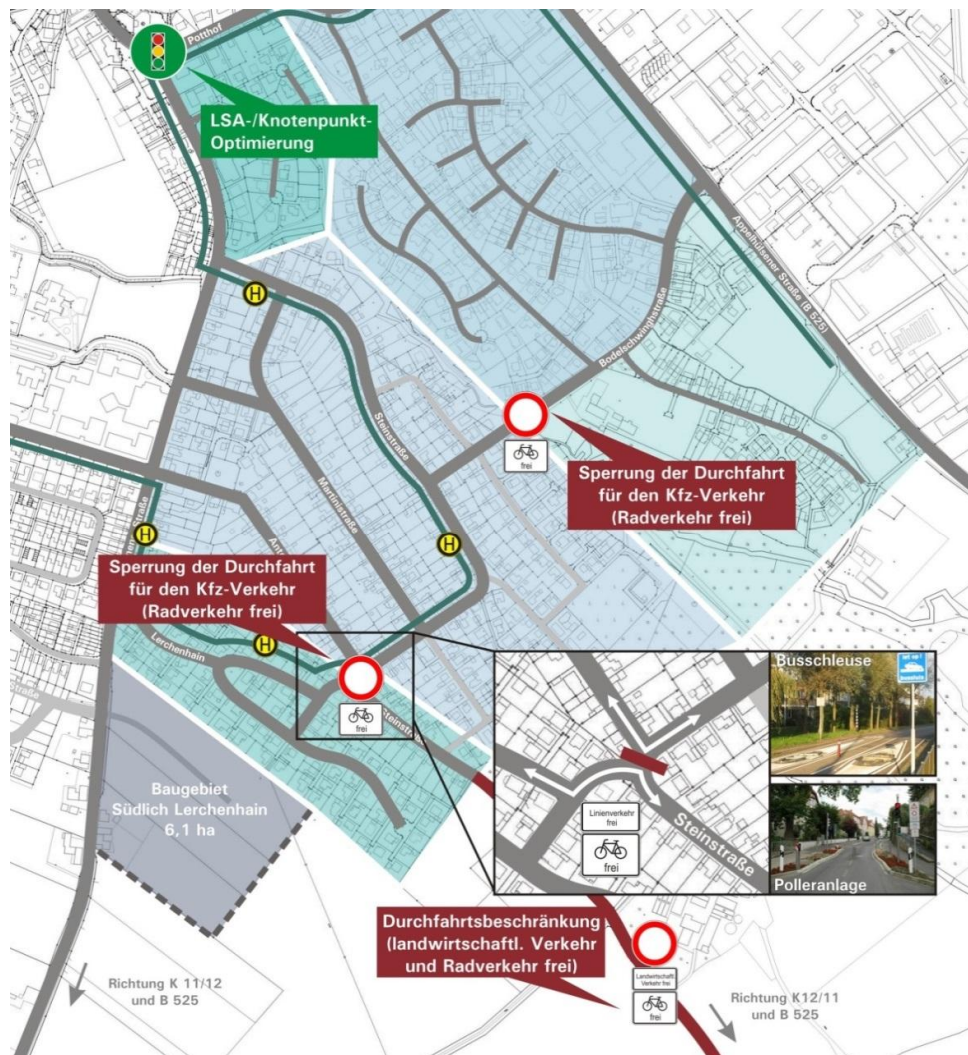 Potthof
LSA-/Knotenpunkt-
Optimierung
Appelhülsener Straße (B 525)
H
Bodelschwinghstraße
Steinstraße
frei
Sperrung der Durchfahrt
für den Kfz-Verkehr
(Radverkehr frei)
Martinistraße
H
H
Sperrung der Durchfahrt
für den Kfz-Verkehr
(Radverkehr frei)
Lerchenhain
H
frei
Steinstr
Baugebiet
Südlich Lerchenhain
6,1 ha
Busschleuse
Linienverkehr
frei
frei
Steinstraße
Polleranlage
Durchfahrtsbeschränkung
(landwirtschaftl. Verkehr
und Radverkehr frei)
Landwirtschaftl.
Verkehr frei
frei
Richtung K 11/12
und B 525
Richtung K12/11
und B 525